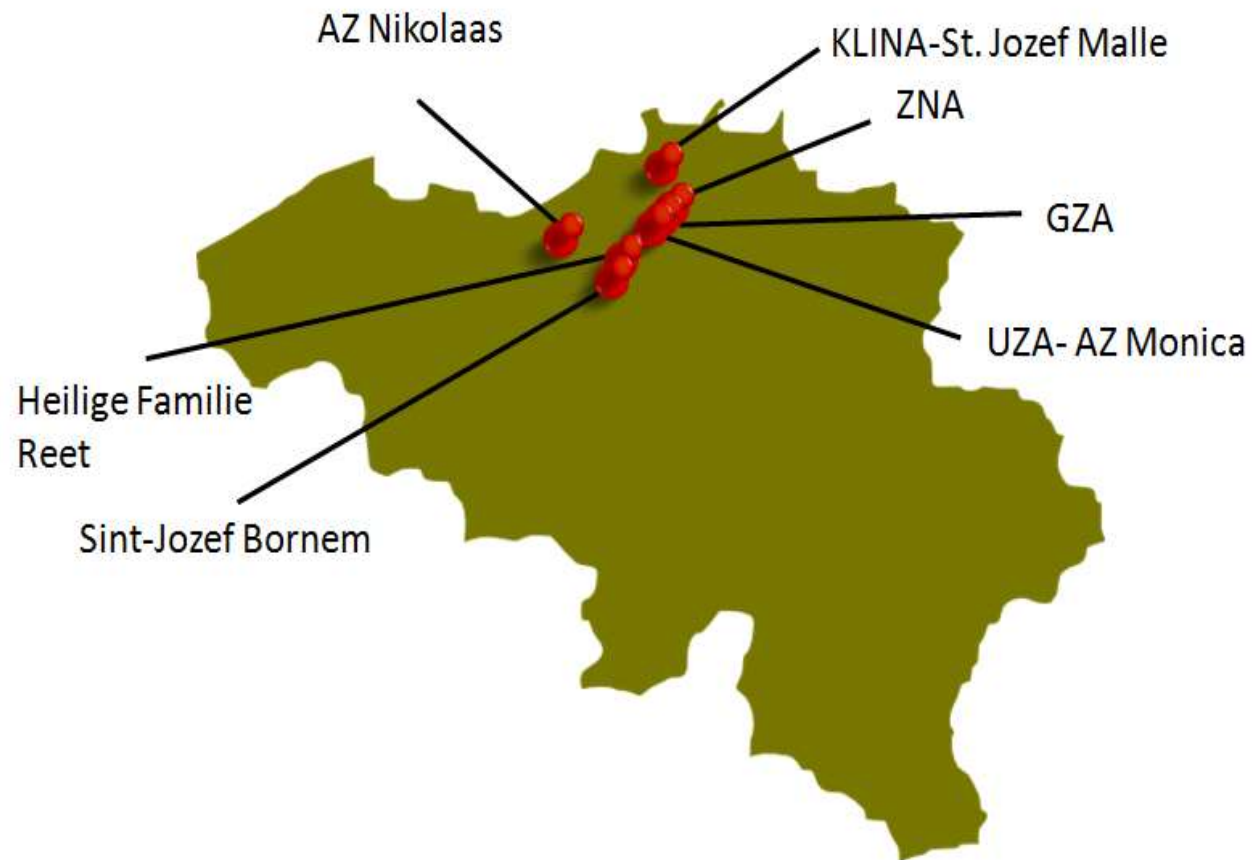 AZ Nikolaas
KLINA-St. Jozef Malle
ZNA
GZA
UZA- AZ Monica
Heilige Familie
Reet
Sint-Jozef Bornem